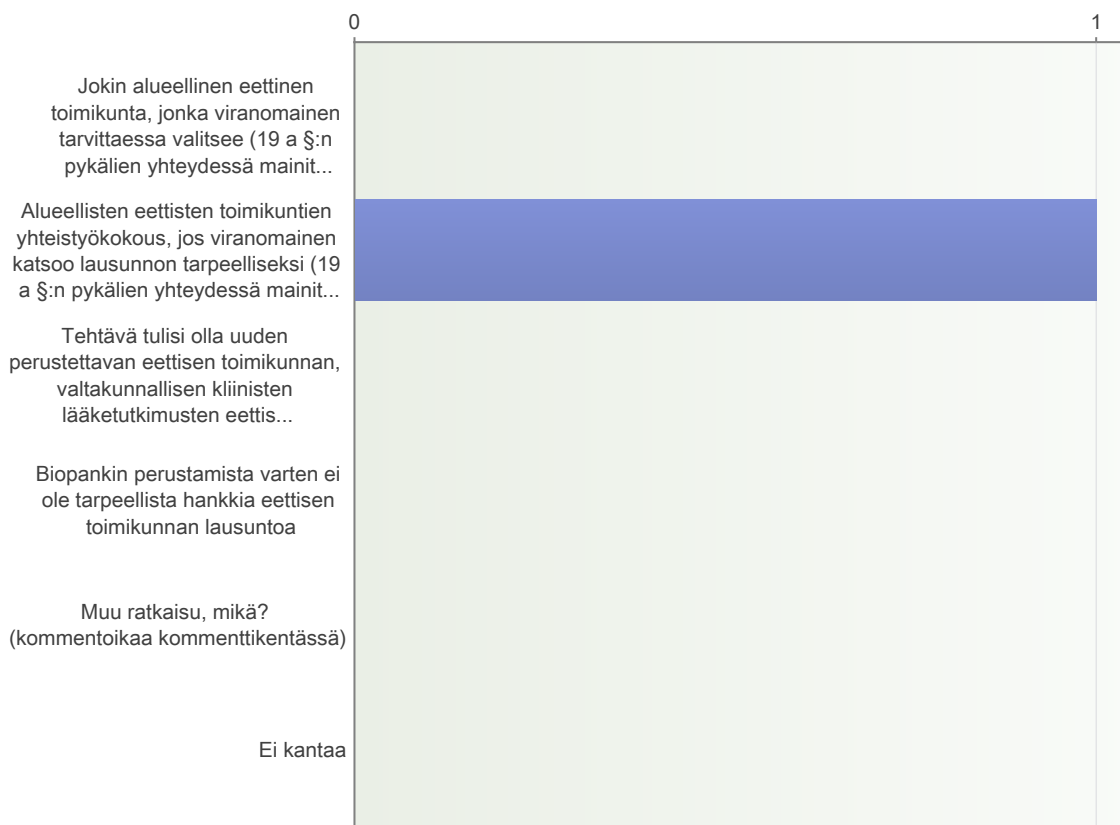 0 1
Jokin alueellinen eettinen
toimikunta, jonka viranomainen
tarvittaessa valitsee (19 a §:n
pykälien yhteydessä mainit...
Alueellisten eettisten toimikuntien
yhteistyökokous, jos viranomainen
katsoo lausunnon tarpeelliseksi (19
a §:n pykälien yhteydessä mainit...
Tehtävä tulisi olla uuden
perustettavan eettisen toimikunnan,
valtakunnallisen kliinisten
lääketutkimusten eettis...
Biopankin perustamista varten ei
ole tarpeellista hankkia eettisen
toimikunnan lausuntoa
Muu ratkaisu, mikä?
(kommentoikaa kommenttikentässä)
Ei kantaa